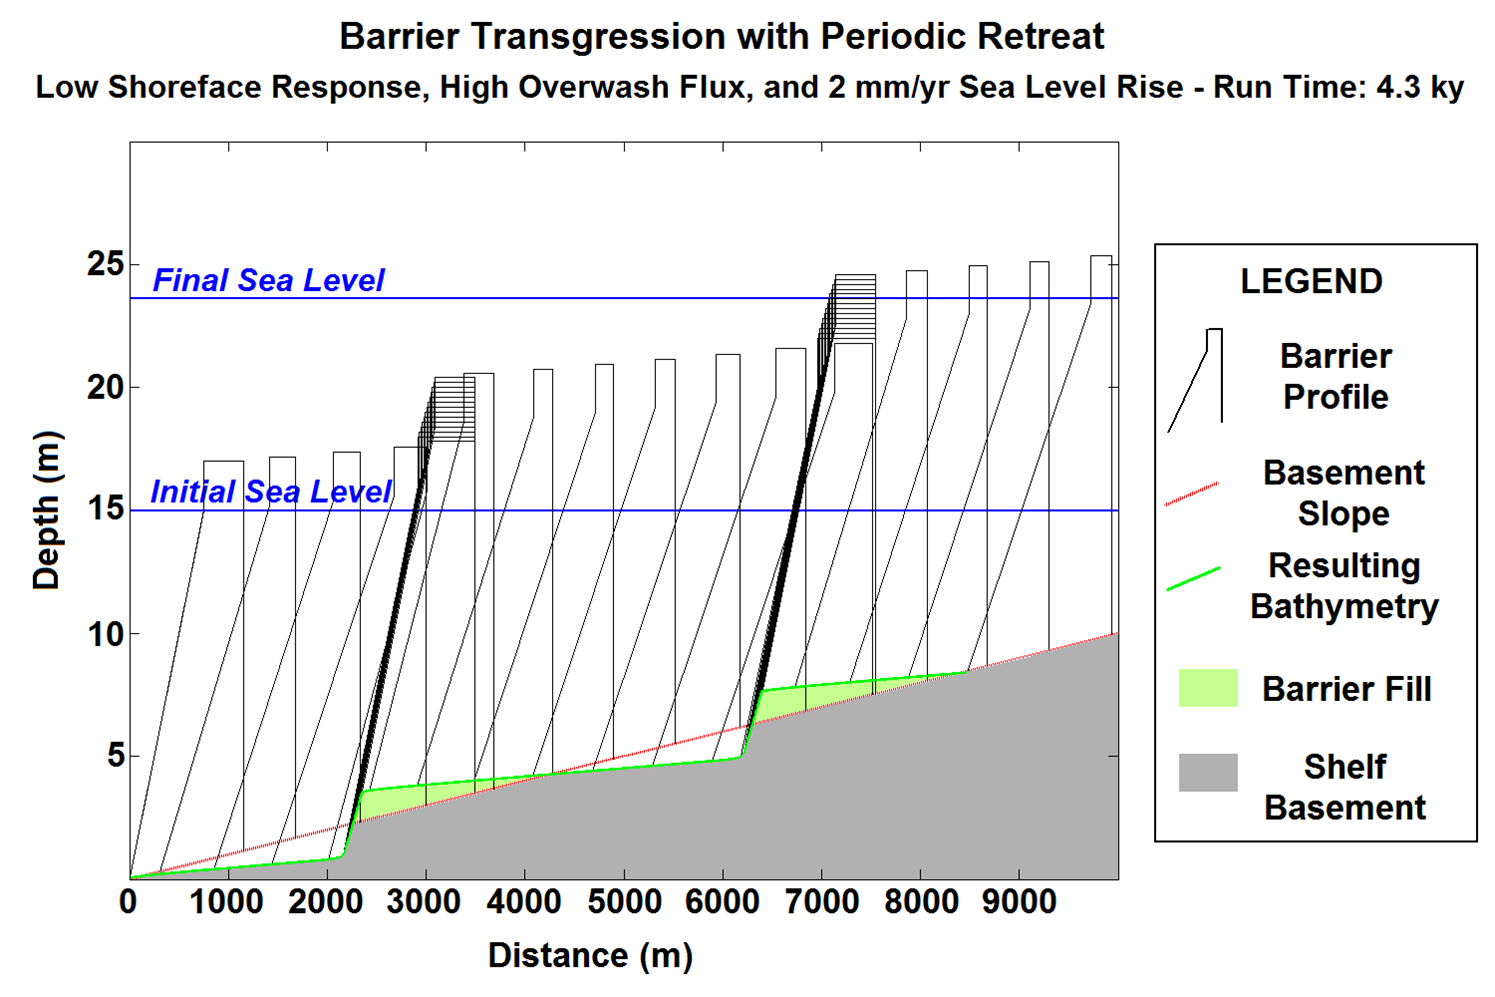 Barrier Transgression with Periodic Retreat
Low Shoreface Response, High Overwash Flux, and 2 mm/yr Sea Level Rise - Run Time: 4.3 ky
Final Sea Level
Initial Sea Level
25
20
15
10
5
Depth (m)
0 1000 2000 3000 4000 5000 6000 7000 8000 9000
Distance (m)
LEGEND
Barrier
Profile
Basement
Slope
Resulting
Bathymetry
Barrier Fill
Shelf
Basement